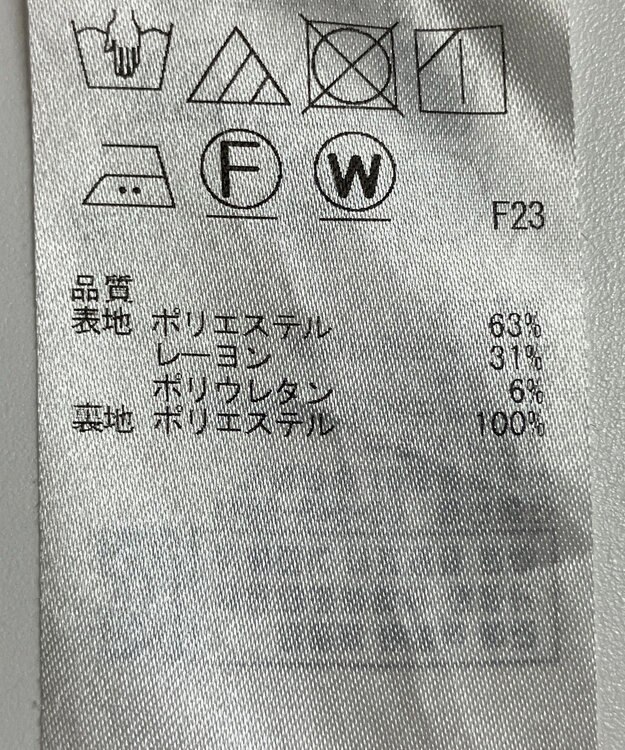 F W
F23
品質
表地 ポリエステル 63%
レーヨン 31%
ポリウレタン 6%
裏地 ポリエステル 100%